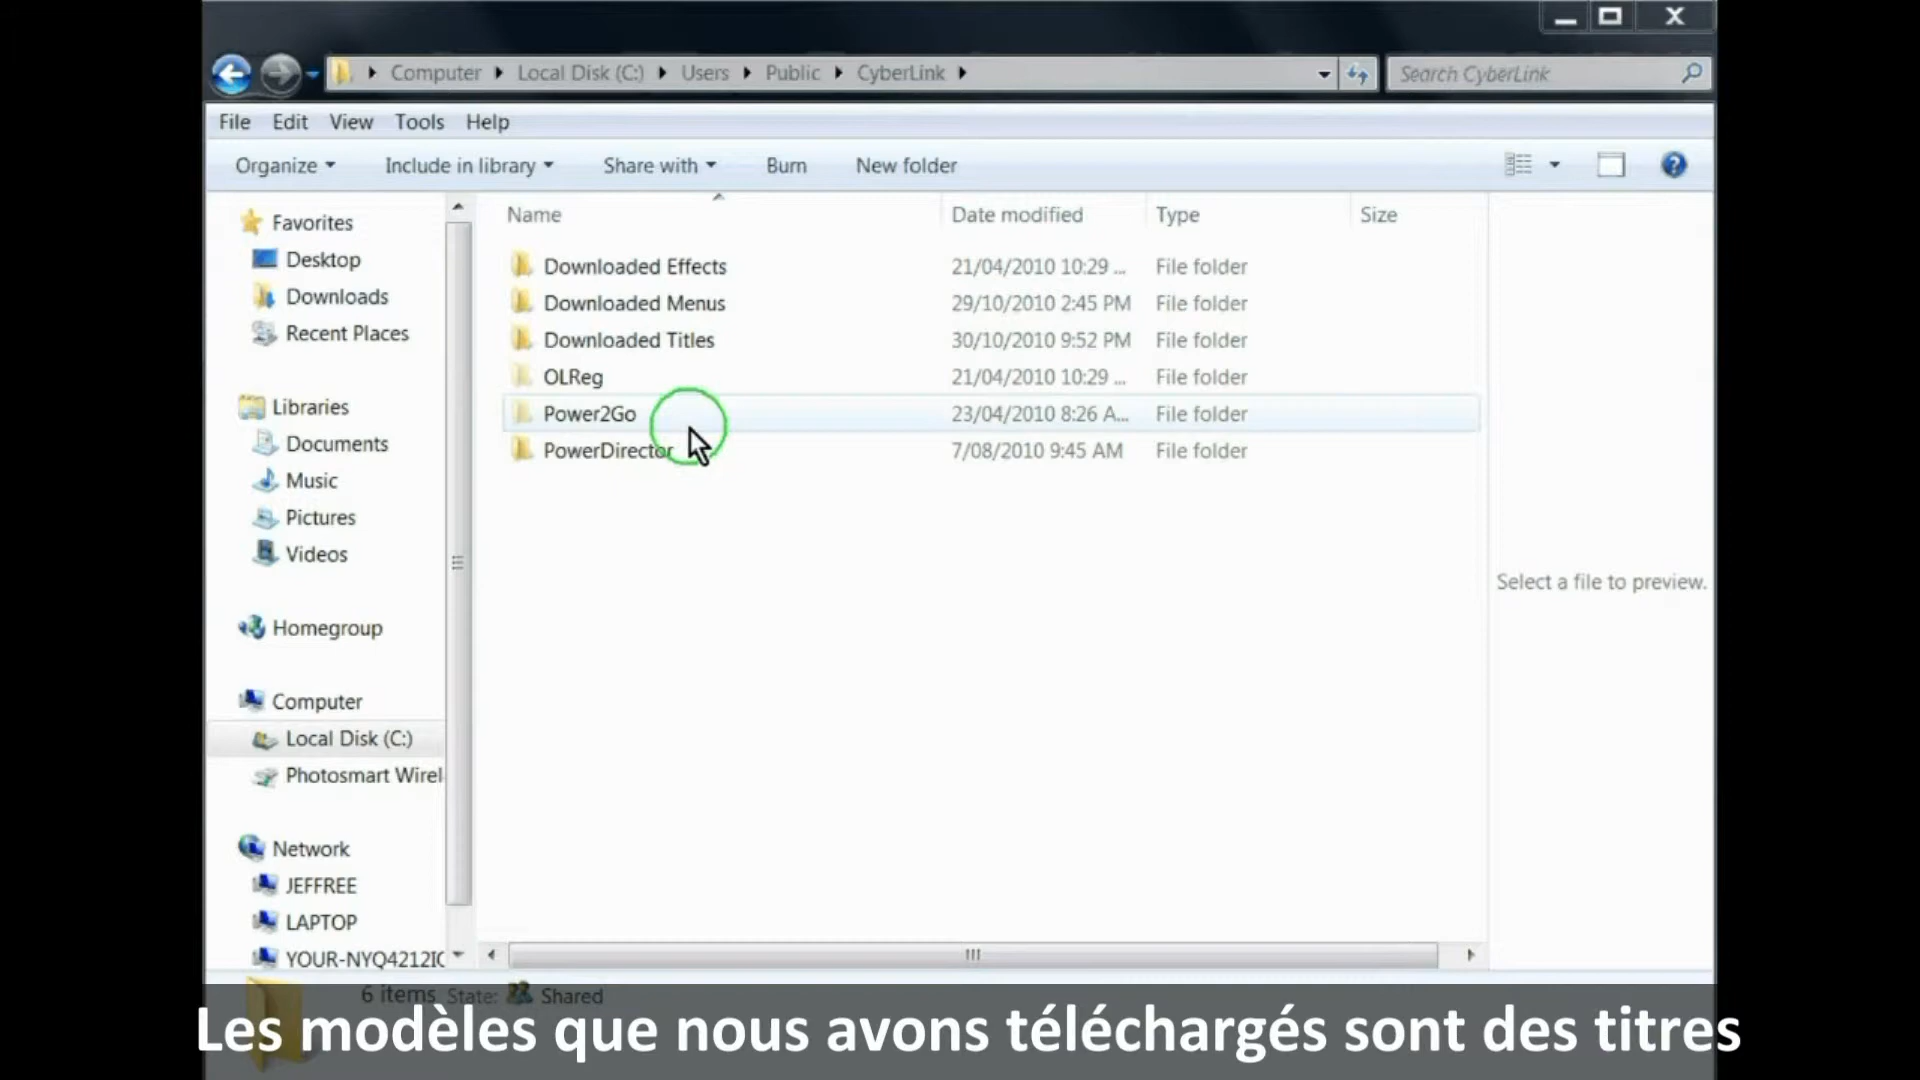 Computer Local Disk (C:) Users Public CyberLink
Search CyberLink
File Edit View Tools Help
Organize Include in library Share with Burn New folder
Name Date modified Type Size
Favorites
Desktop
Downloads
Recent Places
Libraries
Documents
Music
Pictures
Videos
Homegroup
Computer
Local Disk (C:)
Photosmart Wirel
Network
JEFFREE
LAPTOP
YOUR-NYQ4212IC
Downloaded Effects 21/04/2010 10:29 ... File folder
Downloaded Menus 29/10/2010 2:45 PM File folder
Downloaded Titles 30/10/2010 9:52 PM File folder
OLReg 21/04/2010 10:29 ... File folder
Power2Go 23/04/2010 8:26 A... File folder
PowerDirector 7/08/2010 9:45 AM File folder
Select a file to preview.
6 items State: Shared
Les modèles que nous avons téléchargés sont des titres